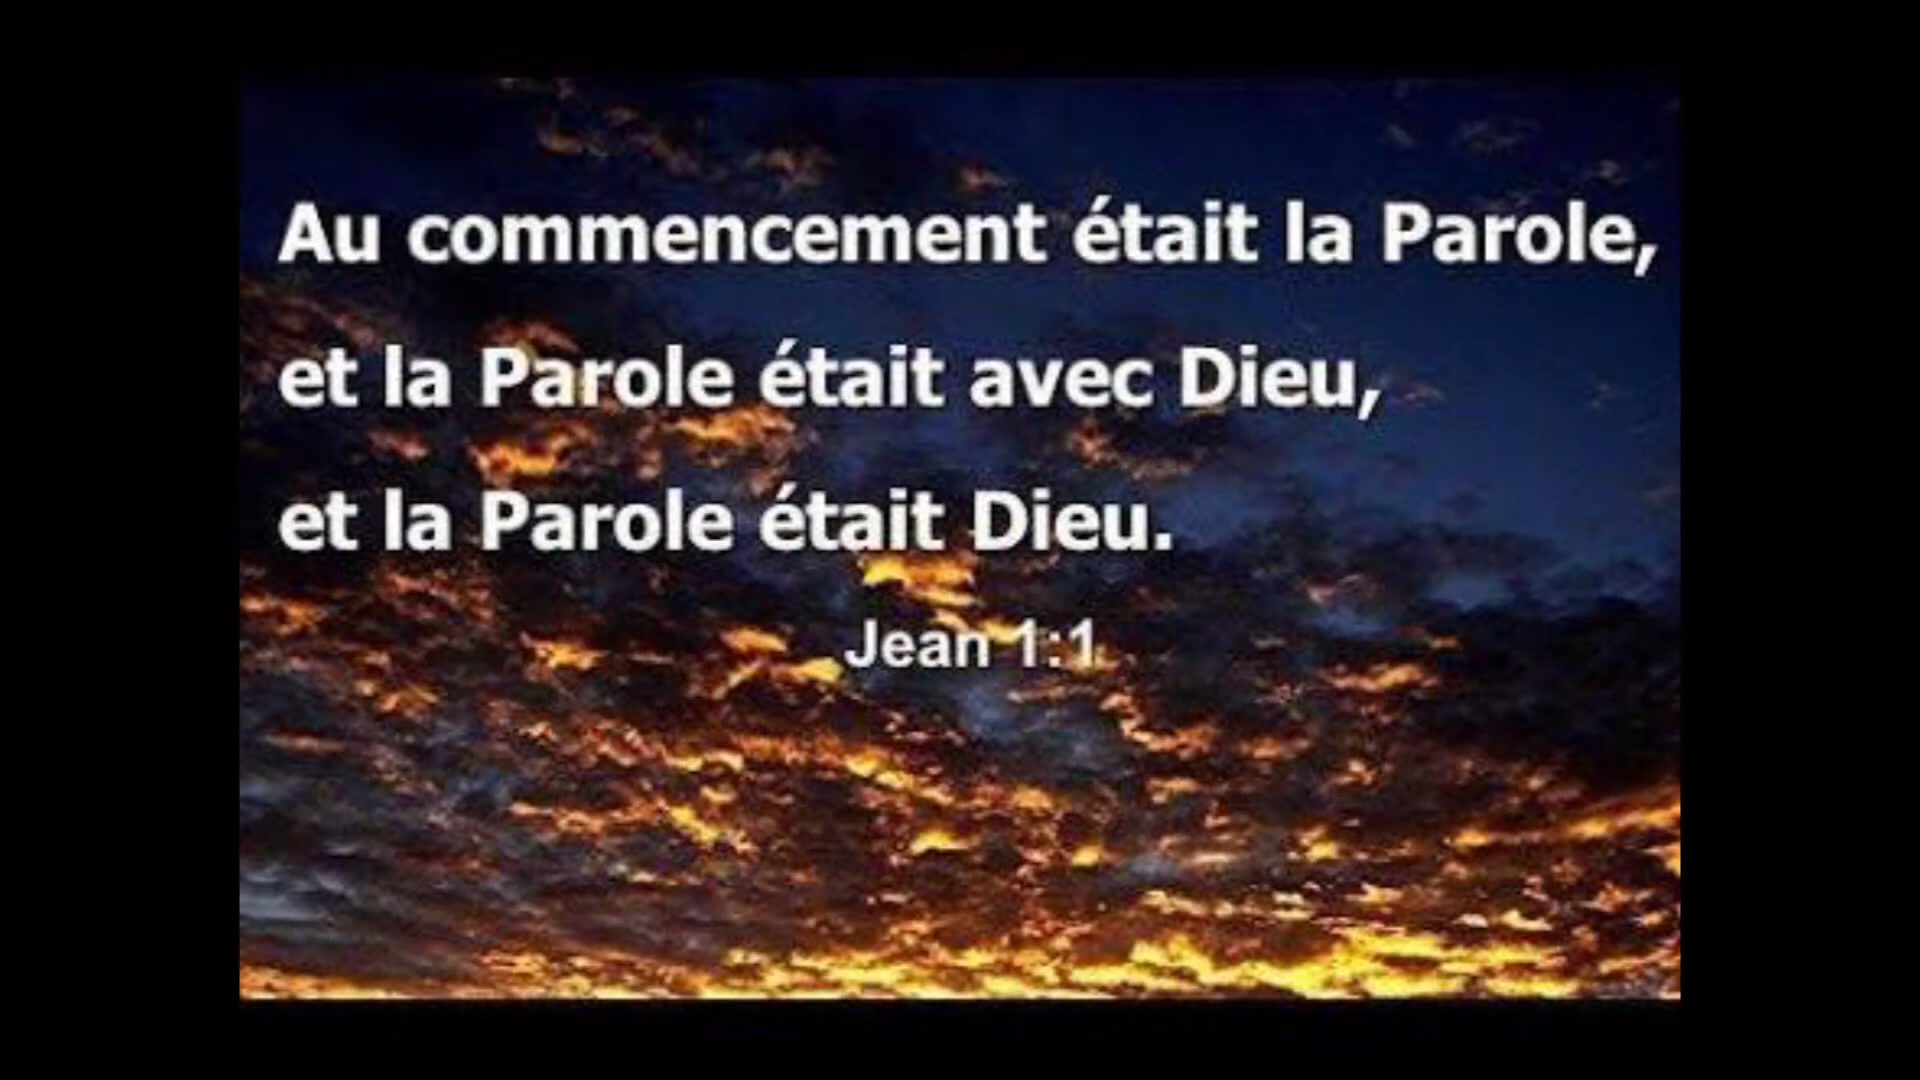 Au commencement était la Parole,
et la Parole était avec Dieu,
et la Parole était Dieu.
Jean 1:1